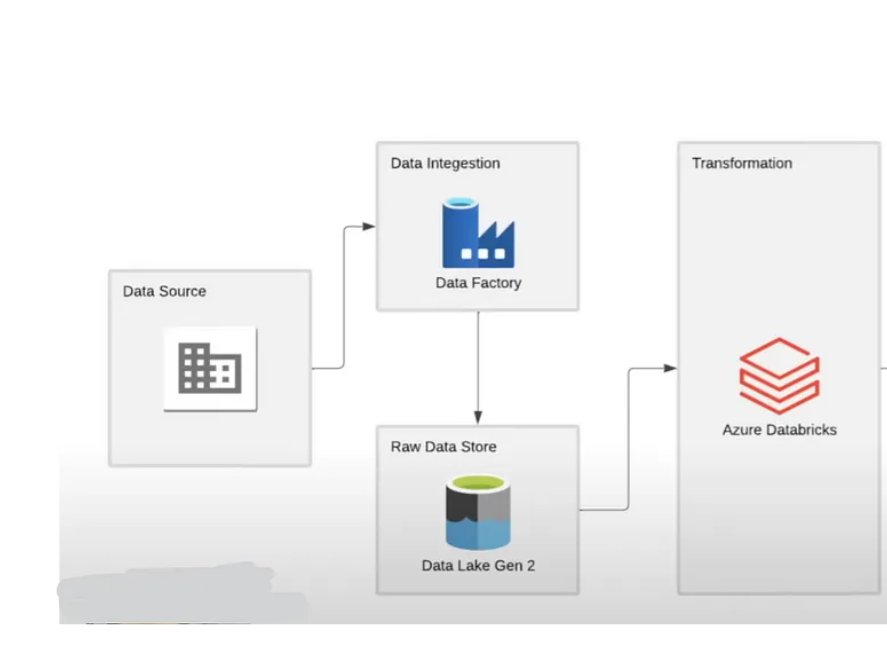 Data Integestion
Transformation
Data Factory
Data Source
Azure Databricks
Raw Data Store
Data Lake Gen 2